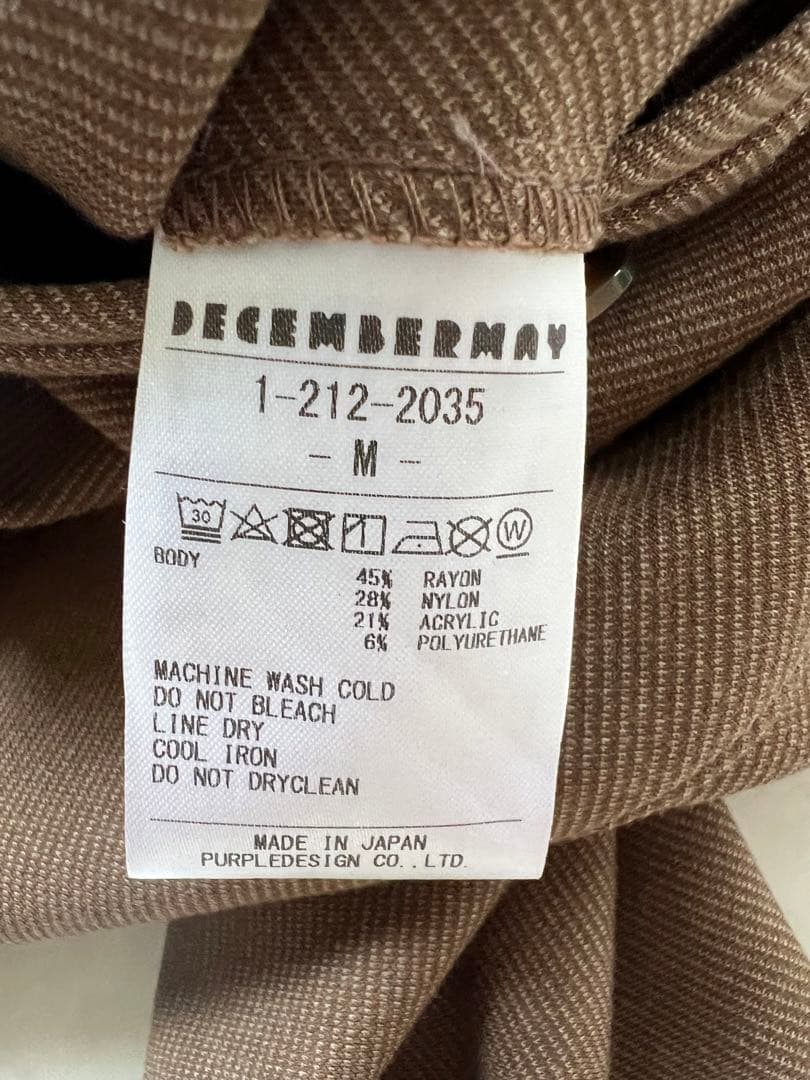 DECEMBERMAY
1-212-2035
- M -
30 W
BODY
45% RAYON
28% NYLON
21% ACRYLIC
6% POLYURETHANE
MACHINE WASH COLD
DO NOT BLEACH
LINE DRY
COOL IRON
DO NOT DRYCLEAN
MADE IN JAPAN
PURPLEDESIGN CO.,LTD.